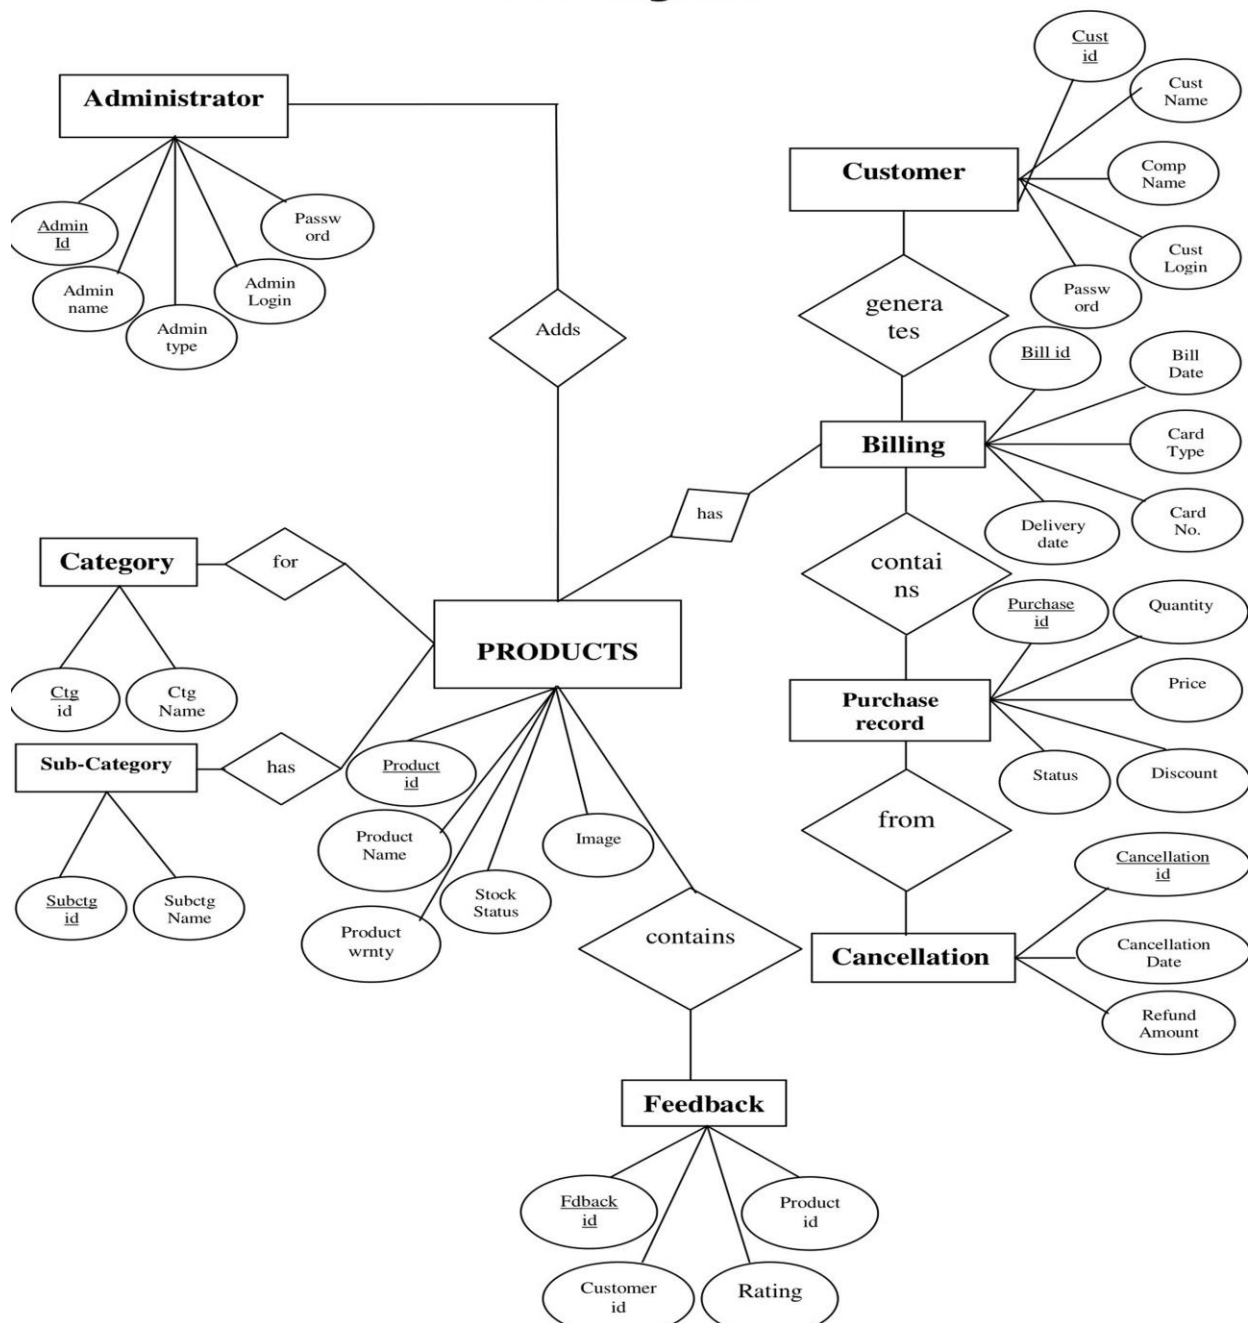 Administrator
Admin
Id
Admin
name
Admin
type
Admin
Login
Passw
ord
Adds
Customer
Cust
id
Cust
Name
Comp
Name
Cust
Login
Passw
ord
genera
tes
Billing
Bill id
Bill
Date
Card
Type
Card
No.
Delivery
date
has
contai
ns
Category
for
Ctg
id
Ctg
Name
Sub-Category
has
Subctg
id
Subctg
Name
PRODUCTS
Product
id
Product
Name
Product
wrnty
Stock
Status
Image
Purchase
record
Purchase
id
Quantity
Price
Discount
Status
from
Cancellation
Cancellation
id
Cancellation
Date
Refund
Amount
contains
Feedback
Fdback
id
Customer
id
Rating
Product
id